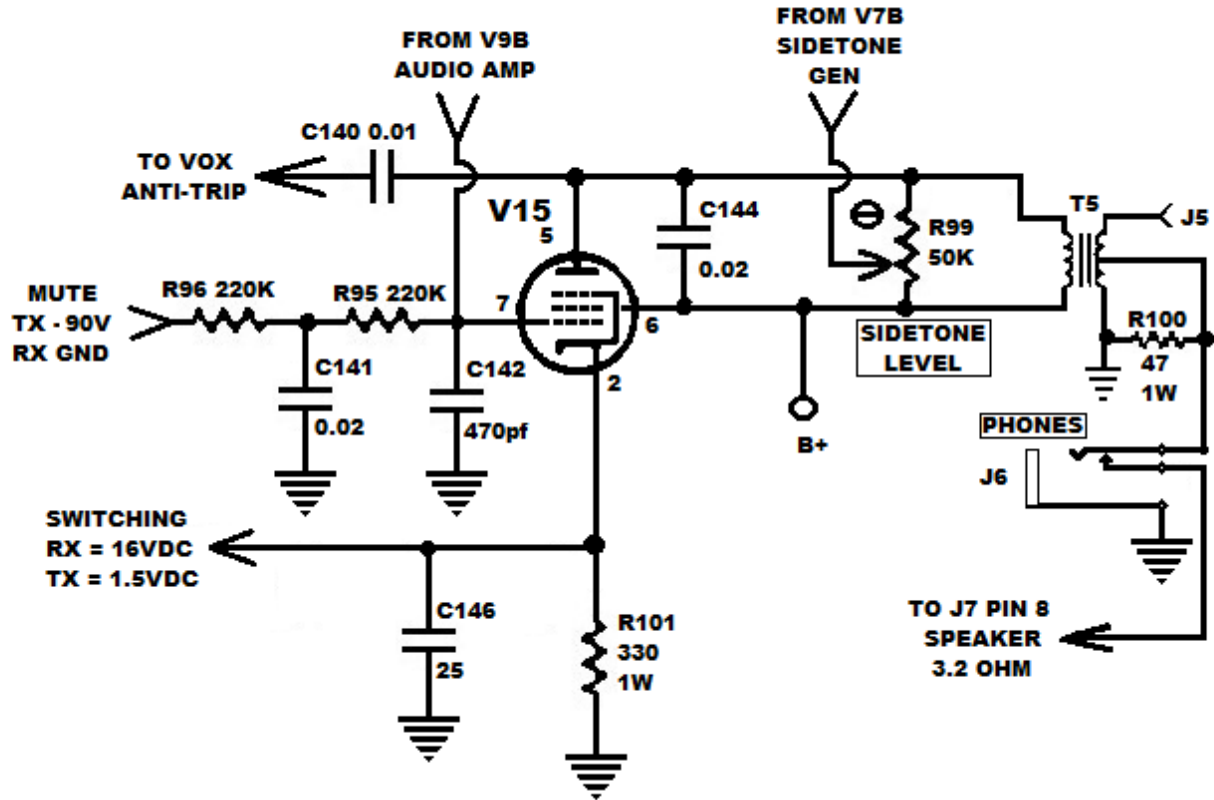 FROM V9B
AUDIO AMP
FROM V7B
SIDETONE
GEN
C140 0.01
TO VOX
ANTI-TRIP
V15
5
C144
0.02
R99
50K
T5
J5
MUTE
TX - 90V
RX GND
R96 220K
R95 220K
7
6
2
C141
0.02
C142
470pf
SIDETONE
LEVEL
B+
R100
47
1W
PHONES
J6
SWITCHING
RX = 16VDC
TX = 1.5VDC
C146
25
R101
330
1W
TO J7 PIN 8
SPEAKER
3.2 OHM